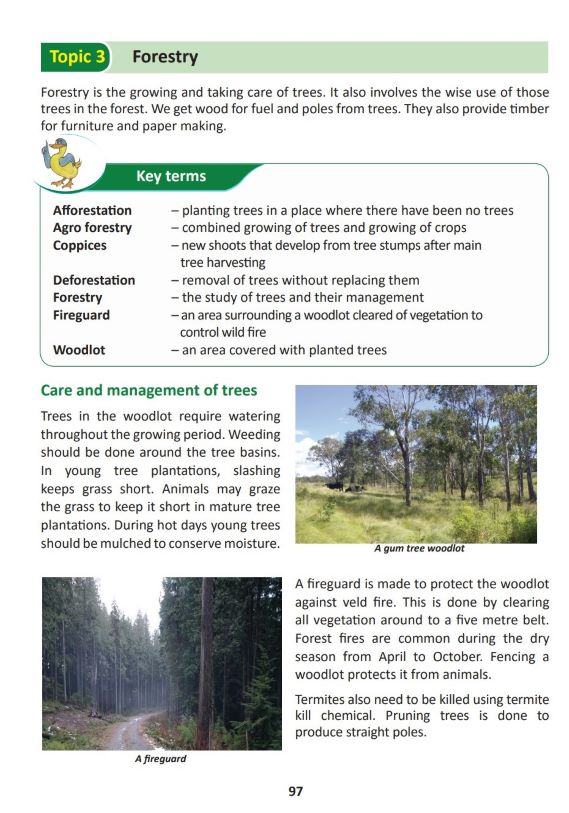 Topic 3 Forestry
Forestry is the growing and taking care of trees. It also involves the wise use of those
trees in the forest. We get wood for fuel and poles from trees. They also provide timber
for furniture and paper making.
Key terms
Afforestation – planting trees in a place where there have been no trees
Agro forestry – combined growing of trees and growing of crops
Coppices – new shoots that develop from tree stumps after main
tree harvesting
Deforestation – removal of trees without replacing them
Forestry – the study of trees and their management
Fireguard – an area surrounding a woodlot cleared of vegetation to
control wild fire
Woodlot – an area covered with planted trees
Care and management of trees
Trees in the woodlot require watering
throughout the growing period. Weeding
should be done around the tree basins.
In young tree plantations, slashing
keeps grass short. Animals may graze
the grass to keep it short in mature tree
plantations. During hot days young trees
should be mulched to conserve moisture.
A gum tree woodlot
A fireguard
A fireguard is made to protect the woodlot
against veld fire. This is done by clearing
all vegetation around to a five metre belt.
Forest fires are common during the dry
season from April to October. Fencing a
woodlot protects it from animals.
Termites also need to be killed using termite
kill chemical. Pruning trees is done to
produce straight poles.
97